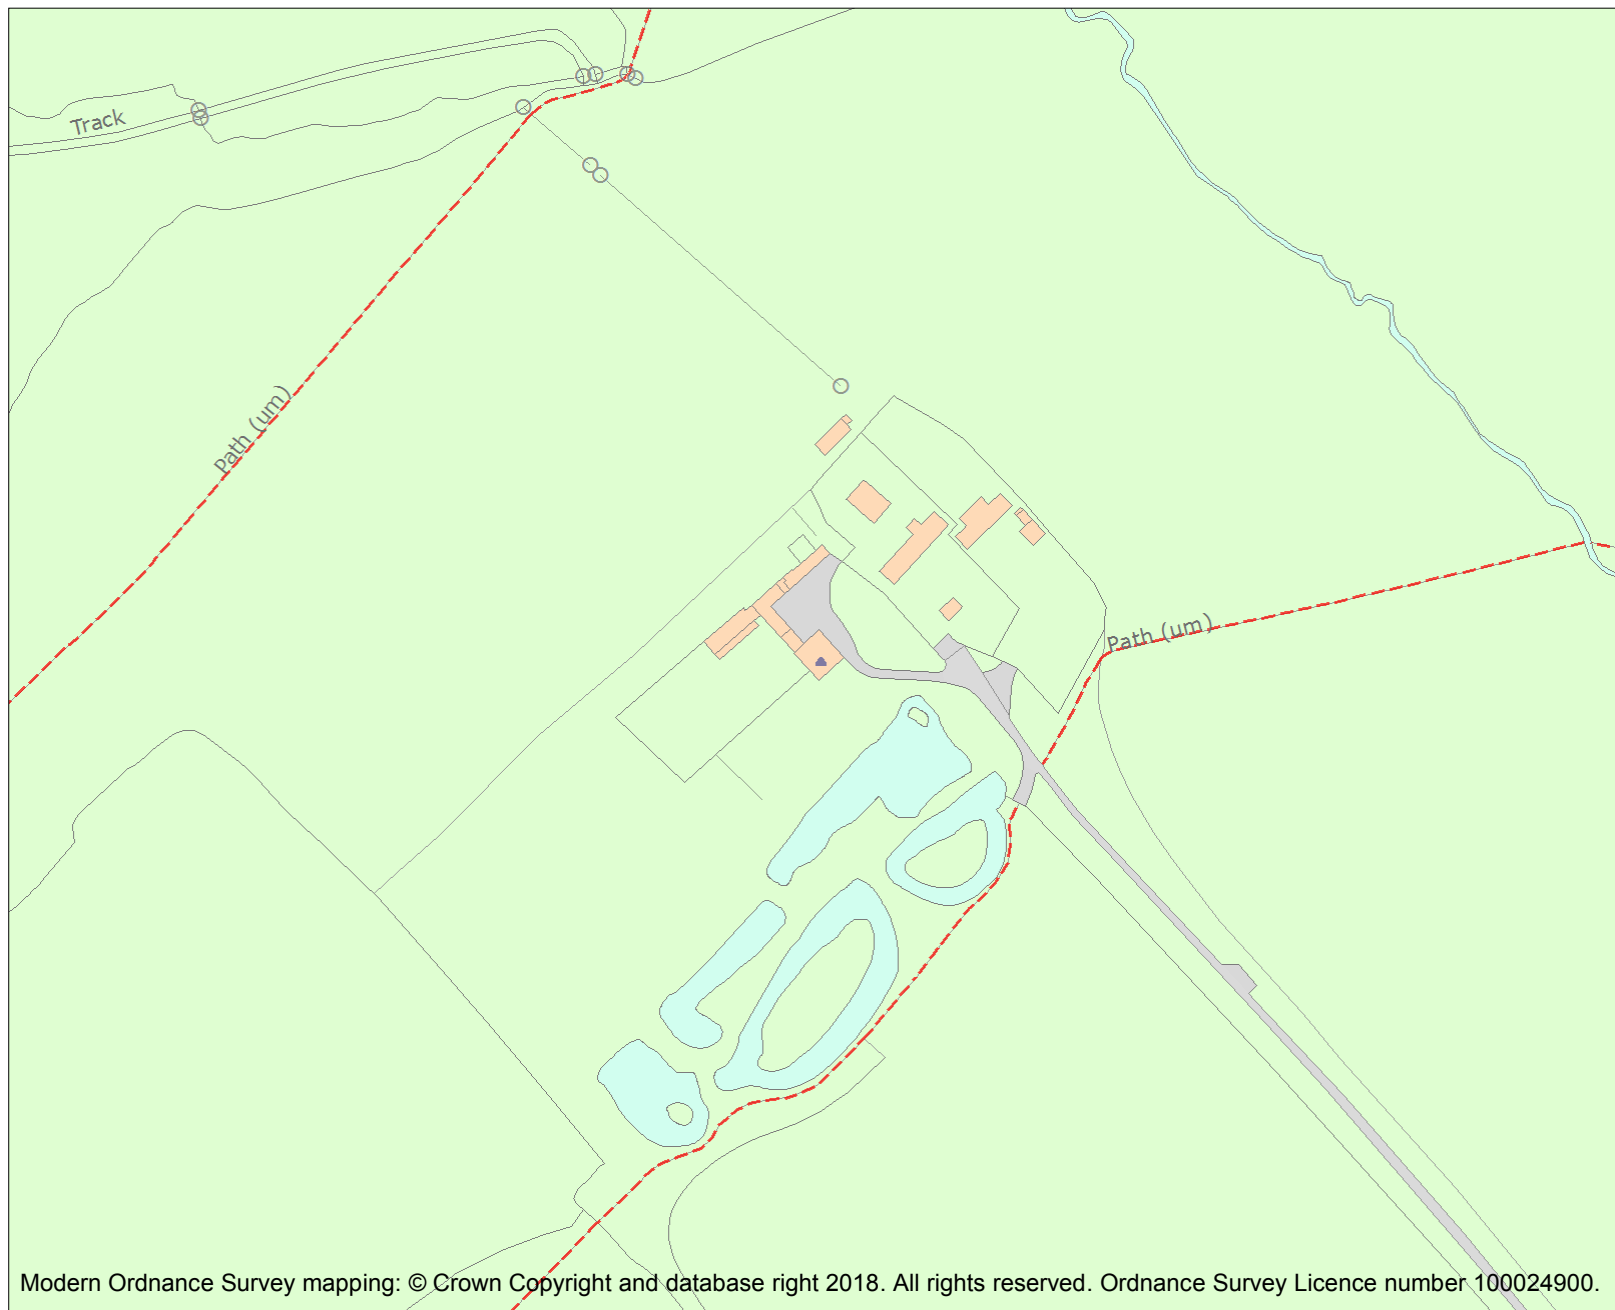 Track
Path (um)
Path (um)
Modern Ordnance Survey mapping: © Crown Copyright and database right 2018. All rights reserved. Ordnance Survey Licence number 100024900.